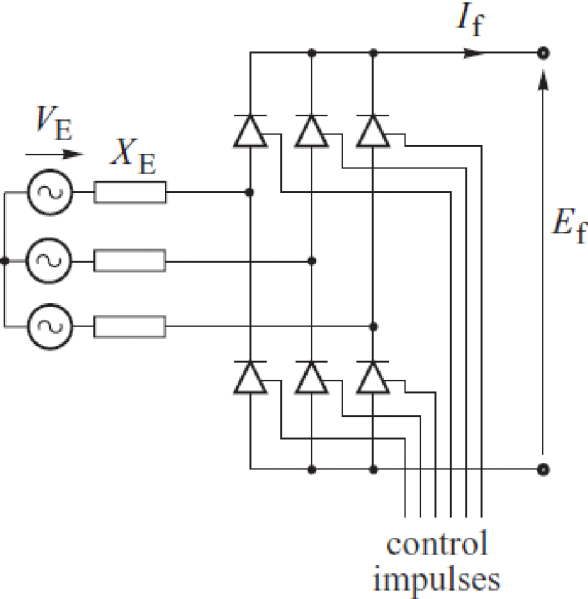 I_f
V_E
X_E
E_f
control
impulses